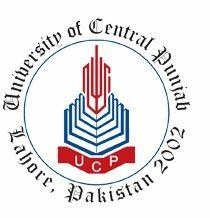 University of Central Punjab
UCP
Lahore, Pakistan 2002